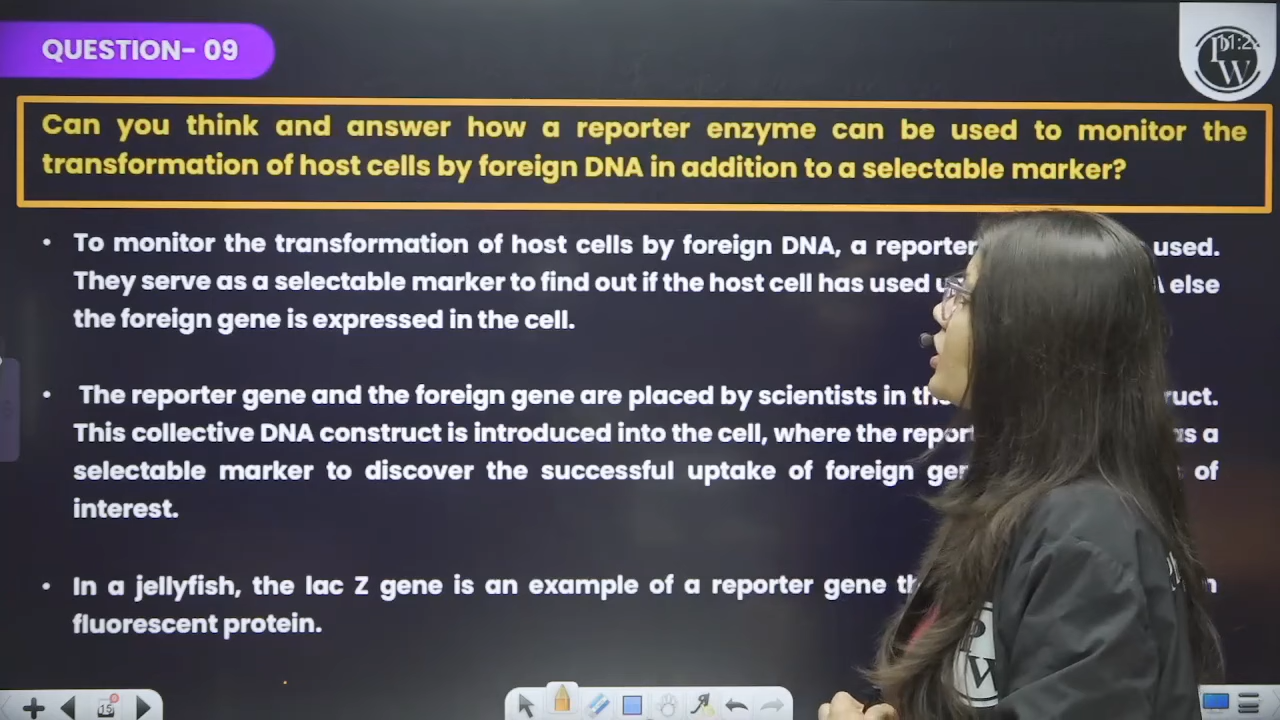 QUESTION- 09
Can you think and answer how a reporter enzyme can be used to monitor the
transformation of host cells by foreign DNA in addition to a selectable marker?
• To monitor the transformation of host cells by foreign DNA, a reporter used.
They serve as a selectable marker to find out if the host cell has used else
the foreign gene is expressed in the cell.
• The reporter gene and the foreign gene are placed by scientists in
This collective DNA construct is introduced into the cell, where the as a
selectable marker to discover the successful uptake of foreign of
interest.
• In a jellyfish, the lac Z gene is an example of a reporter gene
fluorescent protein.
PW
15